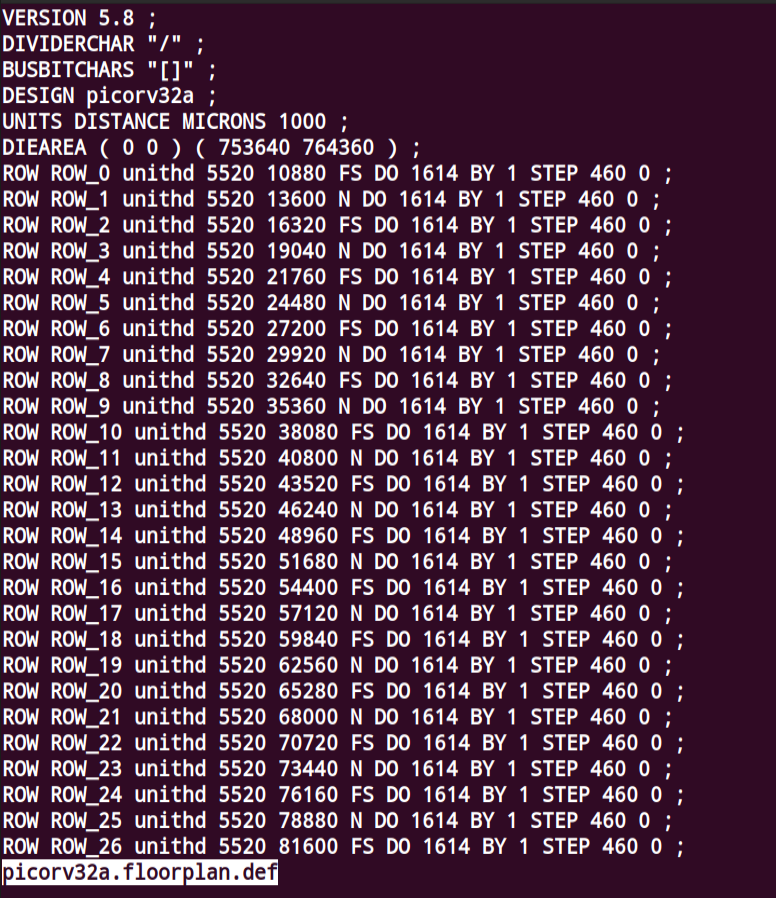 VERSION 5.8 ;
DIVIDERCHAR "/" ;
BUSBITCHARS "[]" ;
DESIGN picorv32a ;
UNITS DISTANCE MICRONS 1000 ;
DIEAREA ( 0 0 ) ( 753640 764360 ) ;
ROW ROW_0 unithd 5520 10880 FS DO 1614 BY 1 STEP 460 0 ;
ROW ROW_1 unithd 5520 13600 N DO 1614 BY 1 STEP 460 0 ;
ROW ROW_2 unithd 5520 16320 FS DO 1614 BY 1 STEP 460 0 ;
ROW ROW_3 unithd 5520 19040 N DO 1614 BY 1 STEP 460 0 ;
ROW ROW_4 unithd 5520 21760 FS DO 1614 BY 1 STEP 460 0 ;
ROW ROW_5 unithd 5520 24480 N DO 1614 BY 1 STEP 460 0 ;
ROW ROW_6 unithd 5520 27200 FS DO 1614 BY 1 STEP 460 0 ;
ROW ROW_7 unithd 5520 29920 N DO 1614 BY 1 STEP 460 0 ;
ROW ROW_8 unithd 5520 32640 FS DO 1614 BY 1 STEP 460 0 ;
ROW ROW_9 unithd 5520 35360 N DO 1614 BY 1 STEP 460 0 ;
ROW ROW_10 unithd 5520 38080 FS DO 1614 BY 1 STEP 460 0 ;
ROW ROW_11 unithd 5520 40800 N DO 1614 BY 1 STEP 460 0 ;
ROW ROW_12 unithd 5520 43520 FS DO 1614 BY 1 STEP 460 0 ;
ROW ROW_13 unithd 5520 46240 N DO 1614 BY 1 STEP 460 0 ;
ROW ROW_14 unithd 5520 48960 FS DO 1614 BY 1 STEP 460 0 ;
ROW ROW_15 unithd 5520 51680 N DO 1614 BY 1 STEP 460 0 ;
ROW ROW_16 unithd 5520 54400 FS DO 1614 BY 1 STEP 460 0 ;
ROW ROW_17 unithd 5520 57120 N DO 1614 BY 1 STEP 460 0 ;
ROW ROW_18 unithd 5520 59840 FS DO 1614 BY 1 STEP 460 0 ;
ROW ROW_19 unithd 5520 62560 N DO 1614 BY 1 STEP 460 0 ;
ROW ROW_20 unithd 5520 65280 FS DO 1614 BY 1 STEP 460 0 ;
ROW ROW_21 unithd 5520 68000 N DO 1614 BY 1 STEP 460 0 ;
ROW ROW_22 unithd 5520 70720 FS DO 1614 BY 1 STEP 460 0 ;
ROW ROW_23 unithd 5520 73440 N DO 1614 BY 1 STEP 460 0 ;
ROW ROW_24 unithd 5520 76160 FS DO 1614 BY 1 STEP 460 0 ;
ROW ROW_25 unithd 5520 78880 N DO 1614 BY 1 STEP 460 0 ;
ROW ROW_26 unithd 5520 81600 FS DO 1614 BY 1 STEP 460 0 ;
picorv32a.floorplan.def